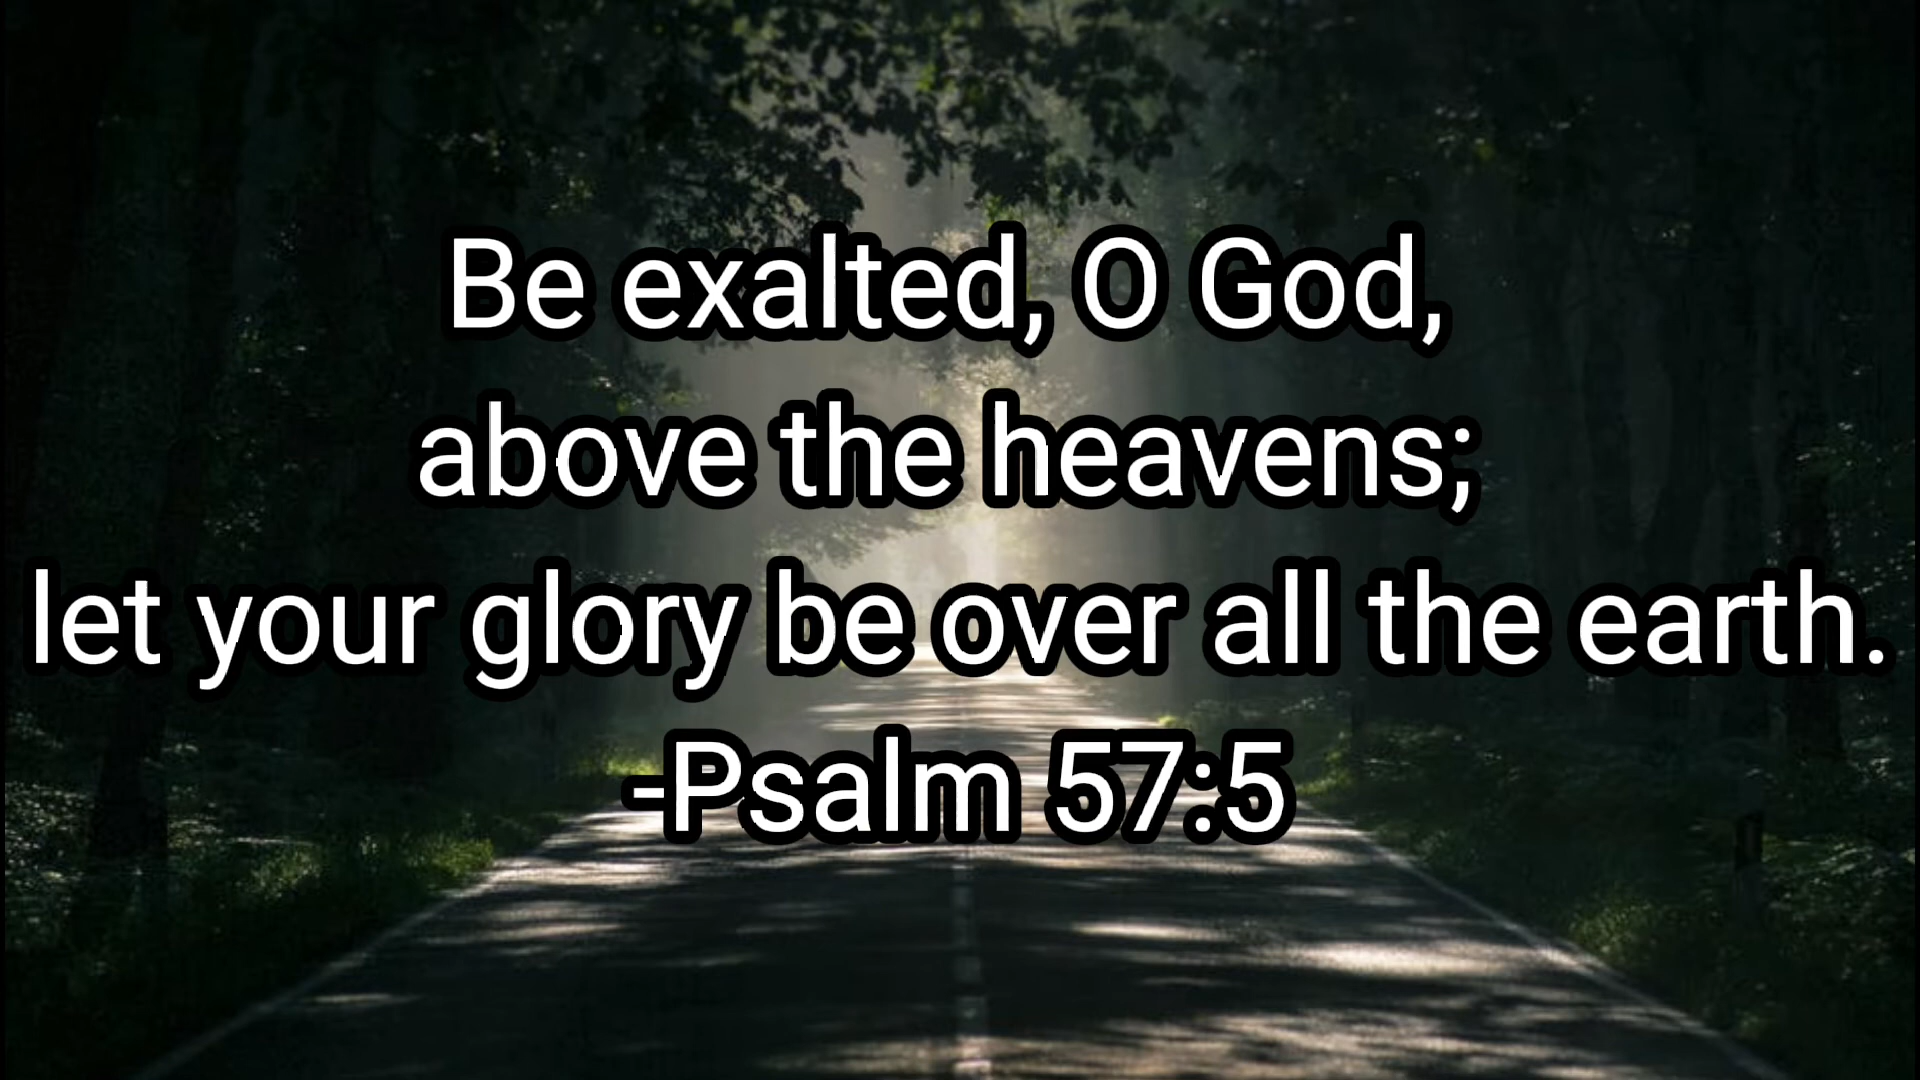 Be exalted, O God,
above the heavens;
let your glory be over all the earth.
-Psalm 57:5